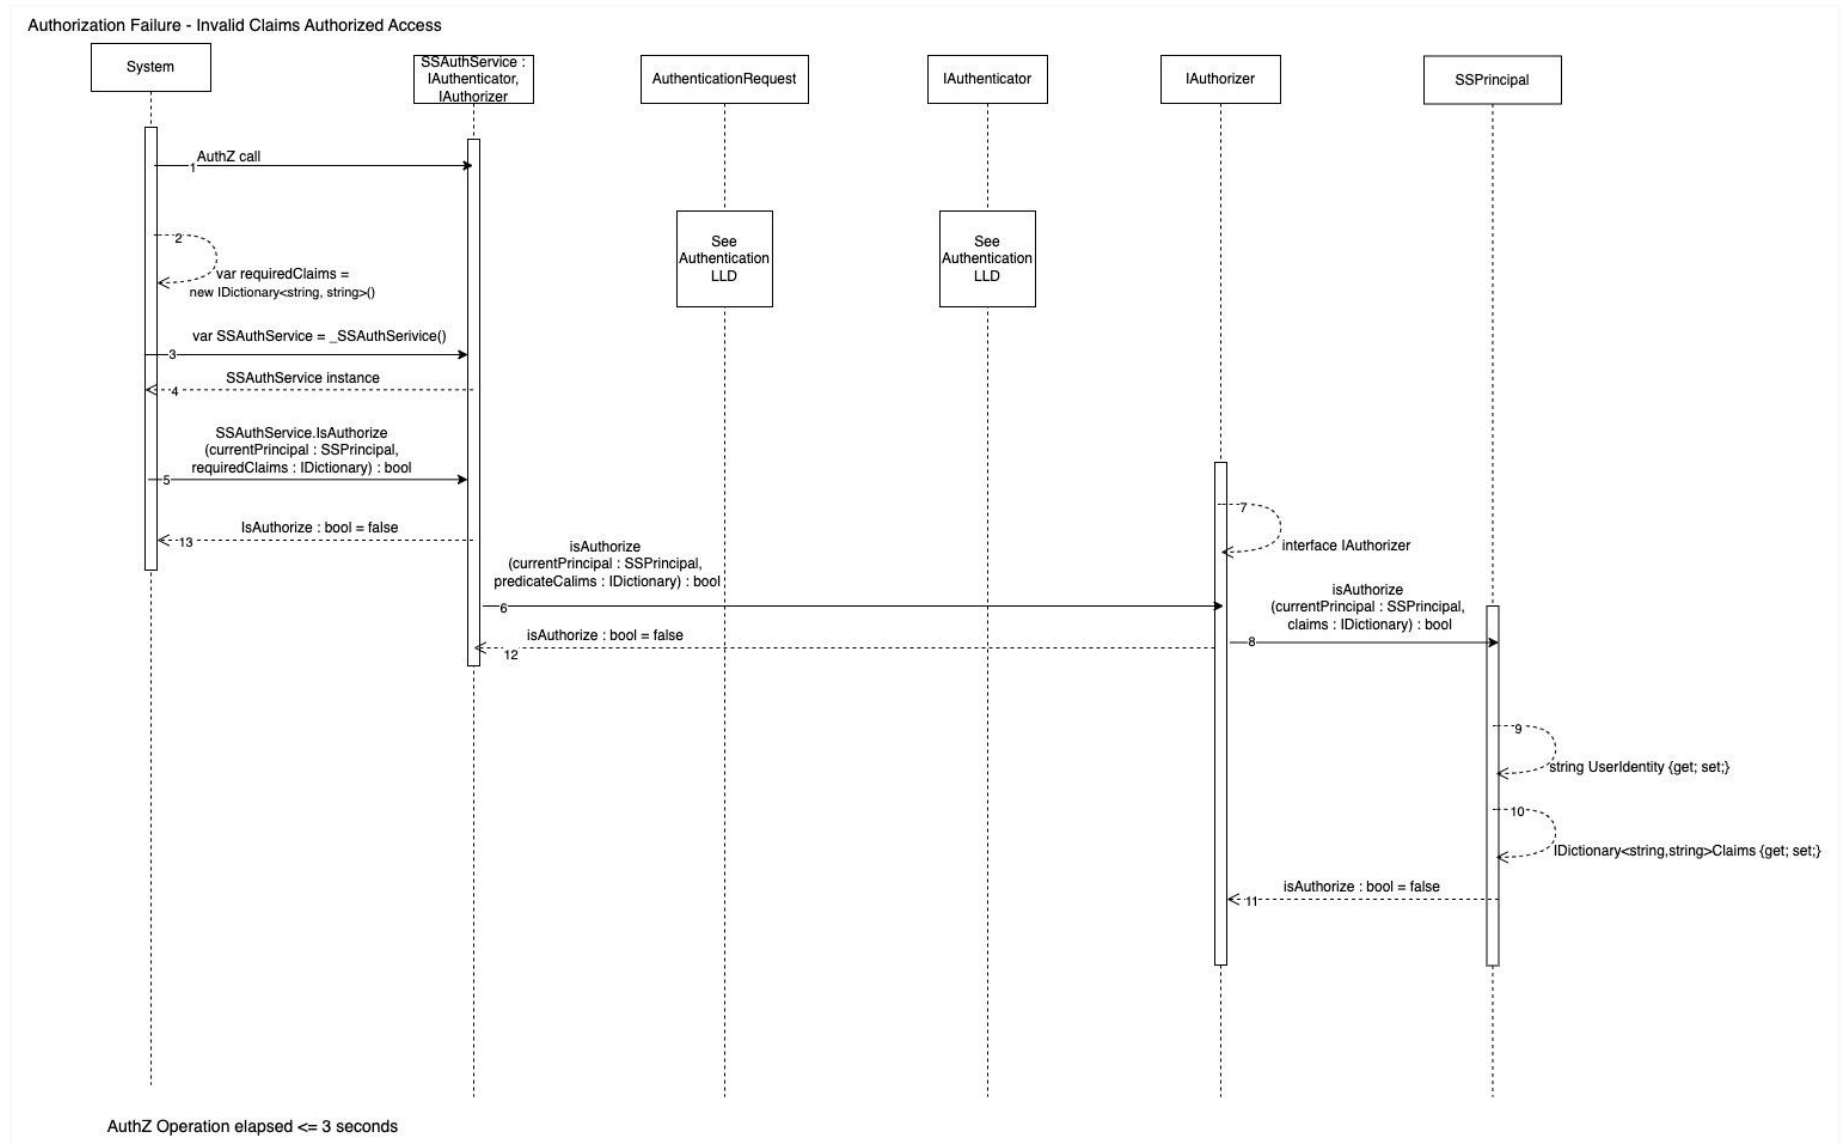 Authorization Failure - Invalid Claims Authorized Access
System
SSAuthService :
IAuthenticator,
IAuthorizer
AuthenticationRequest
IAuthenticator
IAuthorizer
SSPrincipal
AuthZ call
1
See
Authentication
LLD
See
Authentication
LLD
2
var requiredClaims =
new IDictionary<string, string>()
var SSAuthService = _SSAuthSerivice()
3
SSAuthService instance
4
SSAuthService.IsAuthorize
(currentPrincipal : SSPrincipal,
requiredClaims : IDictionary) : bool
5
7
interface IAuthorizer
IsAuthorize : bool = false
13
isAuthorize
(currentPrincipal : SSPrincipal,
predicateCalims : IDictionary) : bool
6
isAuthorize
(currentPrincipal : SSPrincipal,
claims : IDictionary) : bool
8
isAuthorize : bool = false
12
9
string UserIdentity {get; set;}
10
IDictionary<string,string>Claims {get; set;}
isAuthorize : bool = false
11
AuthZ Operation elapsed <= 3 seconds